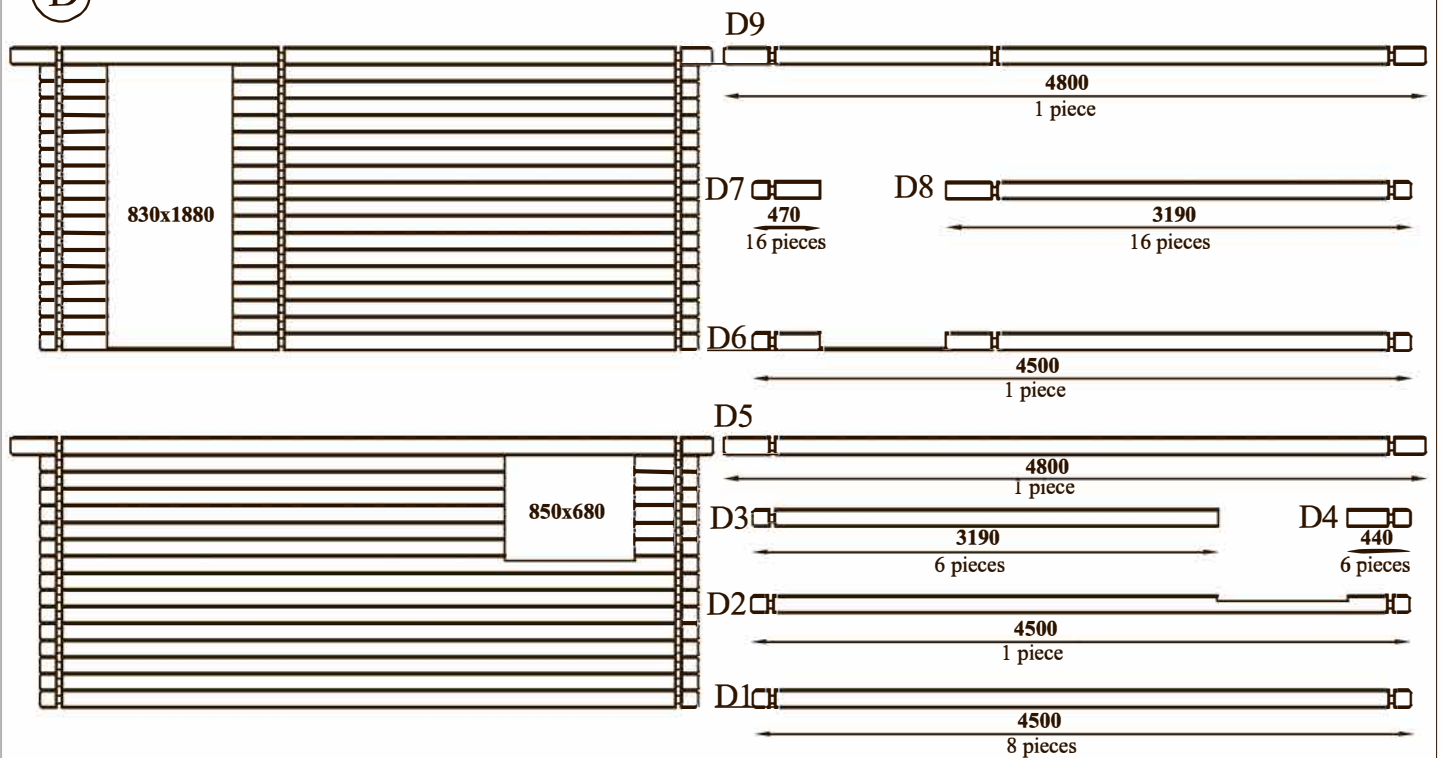 D
D9
4800
1 piece
830x1880
D7
D8
470
16 pieces
3190
16 pieces
D6
4500
1 piece
D5
4800
1 piece
850x680
D3
D4
3190
6 pieces
440
6 pieces
D2
4500
1 piece
D1
4500
8 pieces